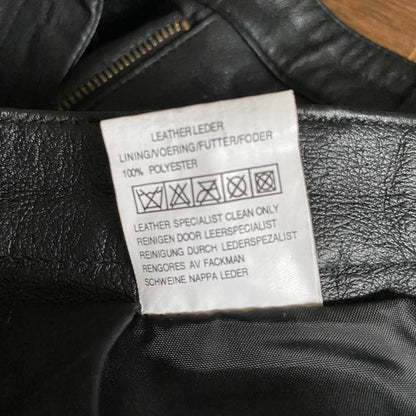 LEATHER LEDER
LINING/VOERING/FUTTER/FODER
100% POLYESTER
LEATHER SPECIALIST CLEAN ONLY
REINIGEN DOOR LEERSPECIALIST
REINIGUNG DURCH LEDERSPEZALIST
RENGORES AV FACKMAN
SCHWEINE NAPPA LEDER